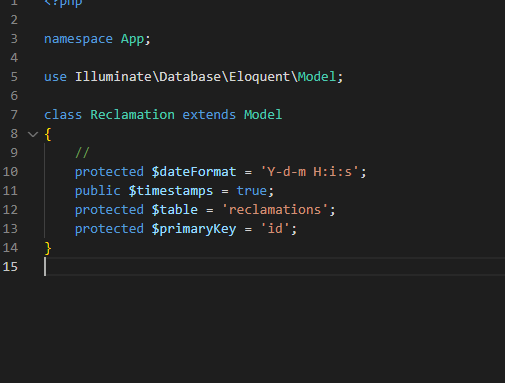 1 <?php
2
3 namespace App;
4
5 use Illuminate\Database\Eloquent\Model;
6
7 class Reclamation extends Model
8 {
9 //
10 protected $dateFormat = 'Y-d-m H:i:s';
11 public $timestamps = true;
12 protected $table = 'reclamations';
13 protected $primaryKey = 'id';
14 }
15